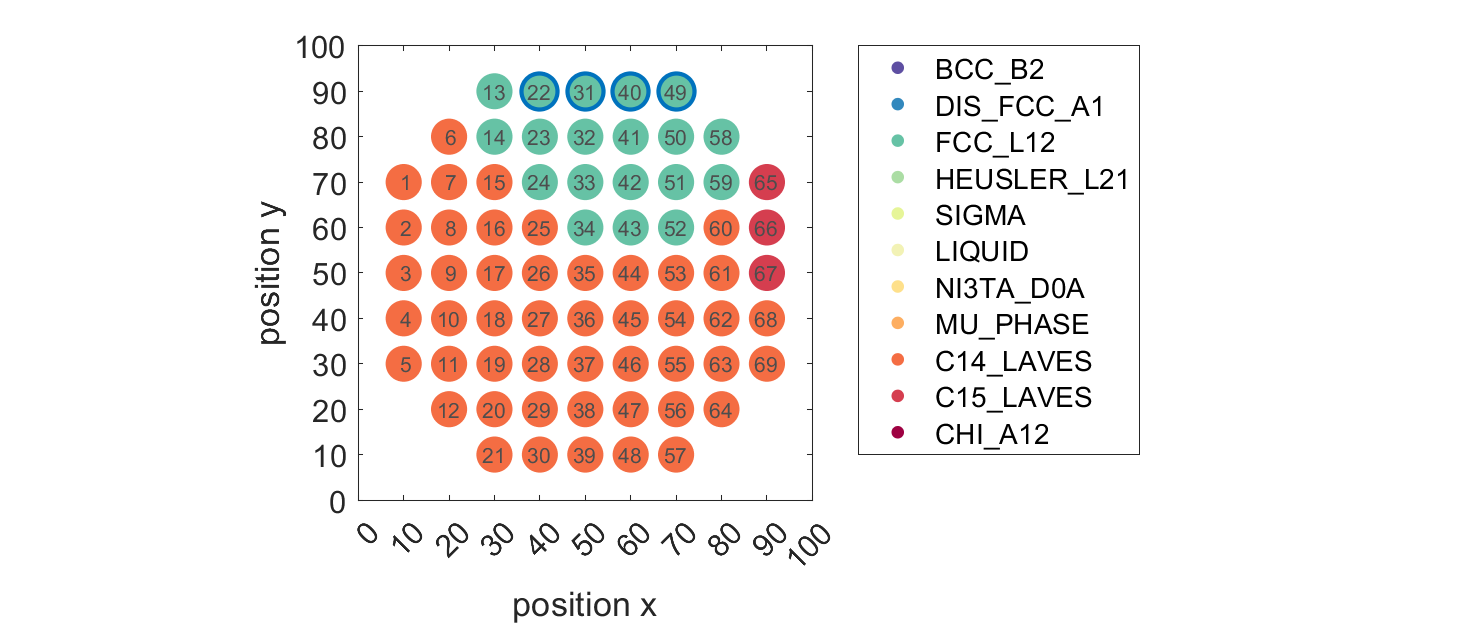 100
90
80
70
60
50
40
30
20
10
0
13 22 31 40 49
6 14 23 32 41 50 58
1 7 15 24 33 42 51 59 65
2 8 16 25 34 43 52 60 66
3 9 17 26 35 44 53 61 67
4 10 18 27 36 45 54 62 68
5 11 19 28 37 46 55 63 69
12 20 29 38 47 56 64
21 30 39 48 57
0 10 20 30 40 50 60 70 80 90 100
position x
position y
BCC_B2
DIS_FCC_A1
FCC_L12
HEUSLER_L21
SIGMA
LIQUID
NI3TA_D0A
MU_PHASE
C14_LAVES
C15_LAVES
CHI_A12